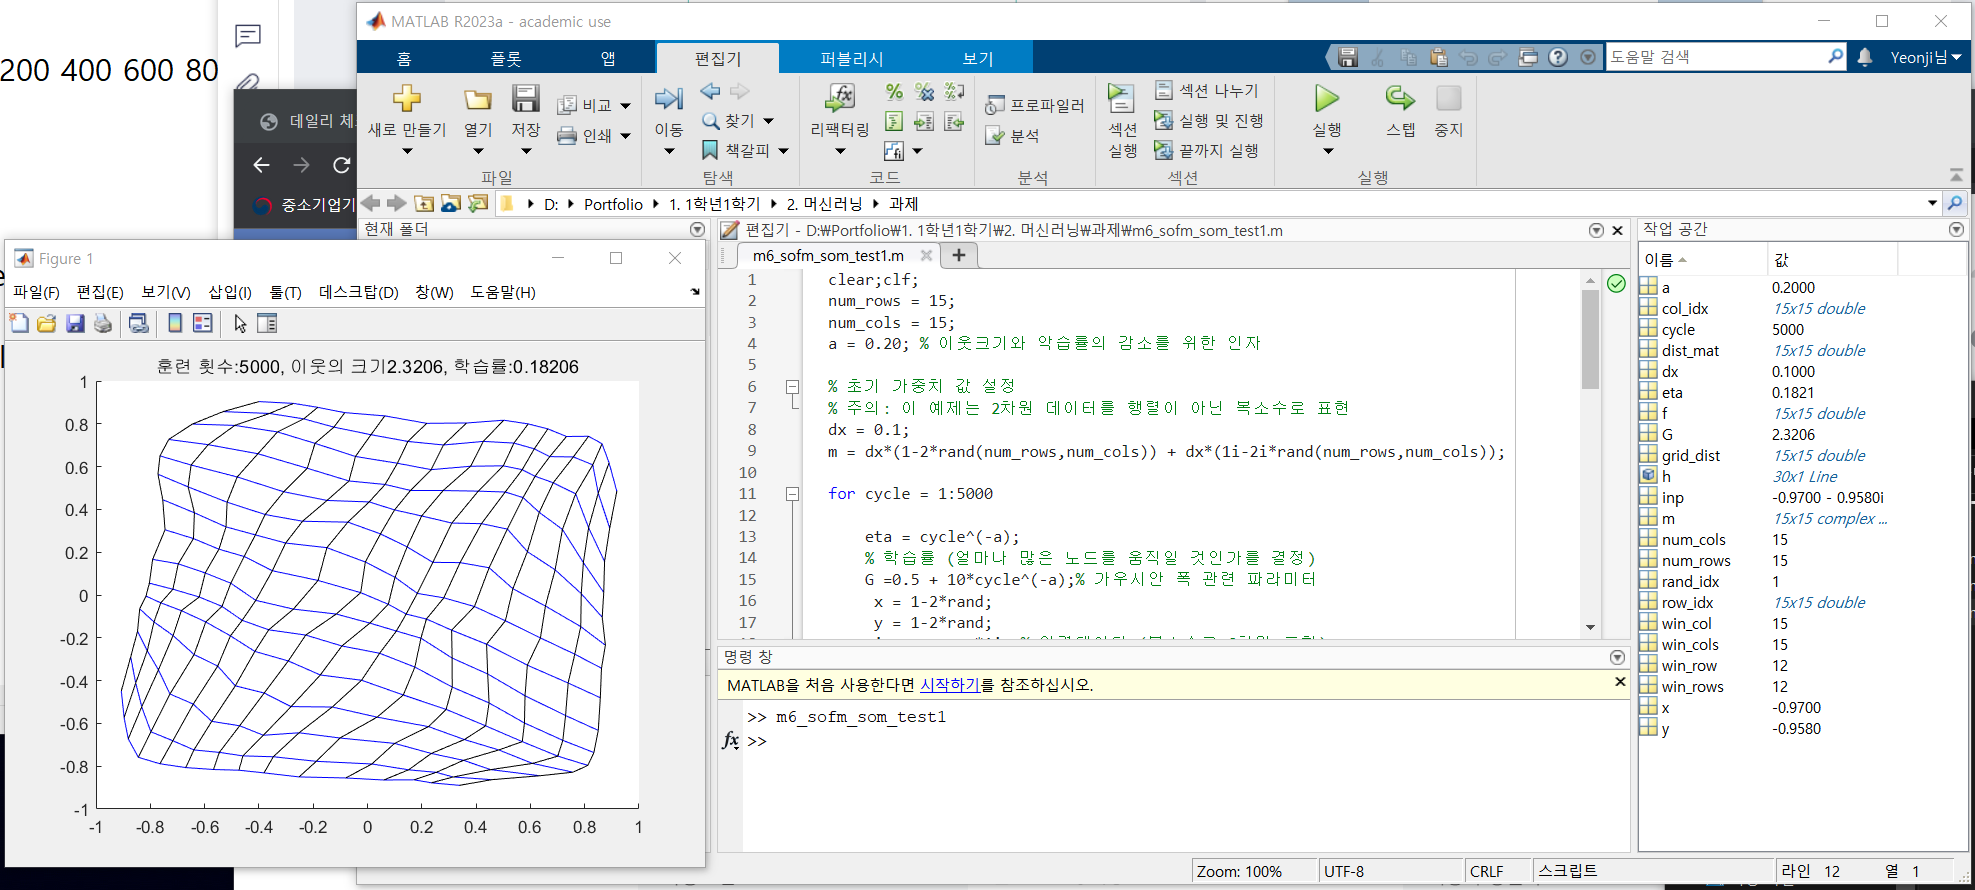 200 400 600 80
데일리 체
중소기업기
MATLAB R2023a - academic use
홈 플롯 앱 편집기 퍼블리시 보기
도움말 검색
Yeonji님
새로 만들기 열기 저장 비교 인쇄
파일
이동 찾기 책갈피
탐색
리팩터링
코드
프로파일러
분석
분석
섹션 실행
섹션 나누기
실행 및 진행
끝까지 실행
섹션
실행 스텝 중지
실행
D: Portfolio 1. 1학년1학기 2. 머신러닝 과제
현재 폴더
Figure 1
파일(F) 편집(E) 보기(V) 삽입(I) 툴(T) 데스크탑(D) 창(W) 도움말(H)
훈련 횟수:5000, 이웃의 크기2.3206, 학습률:0.18206
1
0.8
0.6
0.4
0.2
0
-0.2
-0.4
-0.6
-0.8
-1
-1 -0.8 -0.6 -0.4 -0.2 0 0.2 0.4 0.6 0.8 1
편집기 - D:₩Portfolio₩1. 1학년1학기₩2. 머신러닝₩과제₩m6_sofm_som_test1.m
m6_sofm_som_test1.m
1 clear;clf;
2 num_rows = 15;
3 num_cols = 15;
4 a = 0.20; % 이웃크기와 악습률의 감소를 위한 인자
5
6 % 초기 가중치 값 설정
7 % 주의: 이 예제는 2차원 데이터를 행렬이 아닌 복소수로 표현
8 dx = 0.1;
9 m = dx*(1-2*rand(num_rows,num_cols)) + dx*(1i-2i*rand(num_rows,num_cols));
10
11 for cycle = 1:5000
12
13 eta = cycle^(-a);
14 % 학습률 (얼마나 많은 노드를 움직일 것인가를 결정)
15 G =0.5 + 10*cycle^(-a);% 가우시안 폭 관련 파라미터
16 x = 1-2*rand;
17 y = 1-2*rand;
명령 창
MATLAB을 처음 사용한다면 시작하기를 참조하십시오.
>> m6_sofm_som_test1
fx >>
작업 공간
이름 값
a 0.2000
col_idx 15x15 double
cycle 5000
dist_mat 15x15 double
dx 0.1000
eta 0.1821
f 15x15 double
G 2.3206
grid_dist 15x15 double
h 30x1 Line
inp -0.9700 - 0.9580i
m 15x15 complex ...
num_cols 15
num_rows 15
rand_idx 1
row_idx 15x15 double
win_col 15
win_cols 15
win_row 12
win_rows 12
x -0.9700
y -0.9580
Zoom: 100% UTF-8 CRLF 스크립트 라인 12 열 1